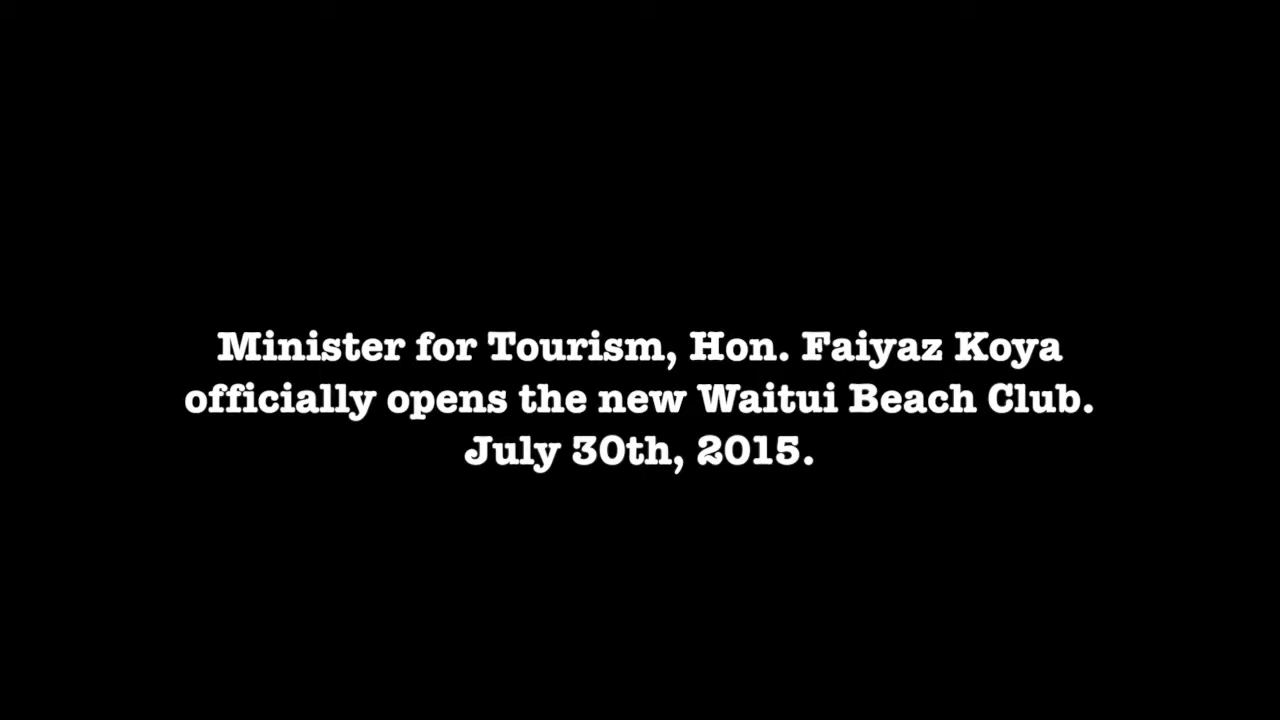 Minister for Tourism, Hon. Faiyaz Koya
officially opens the new Waitui Beach Club.
July 30th, 2015.